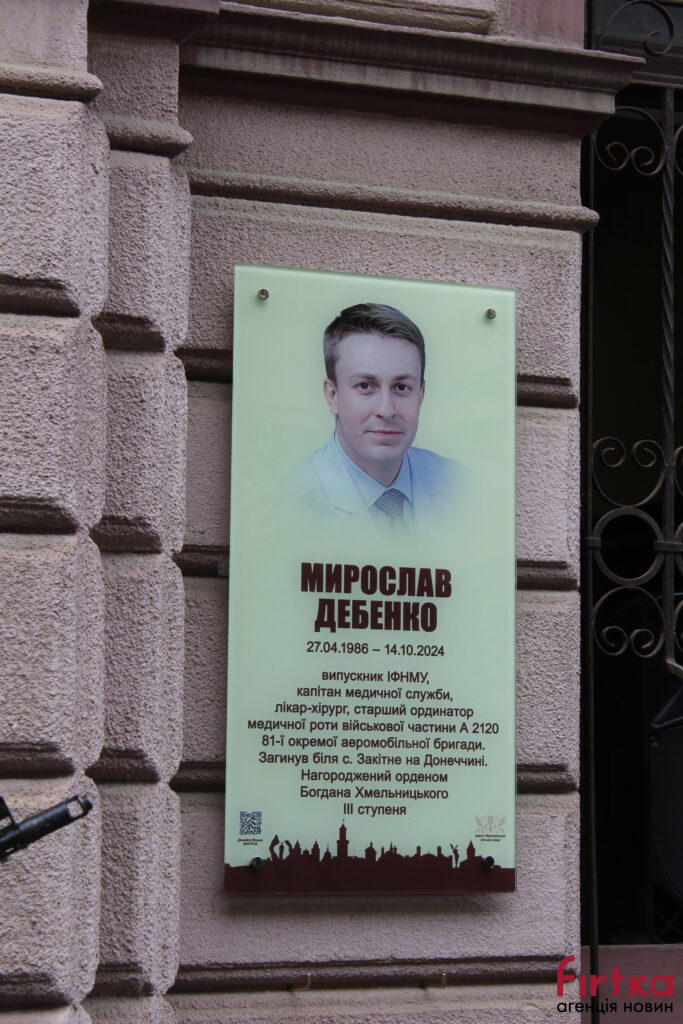 МИРОСЛАВ
ДЕБЕНКО
27.04.1986 – 14.10.2024
випускник ІФНМУ,
капітан медичної служби,
лікар-хірург, старший ординатор
медичної роти військової частини А 2120
81-ї окремої аеромобільної бригади.
Загинув біля с. Закітне на Донеччині.
Нагороджений орденом
Богдана Хмельницького
ІІІ ступеня
fırtka
агенція новин